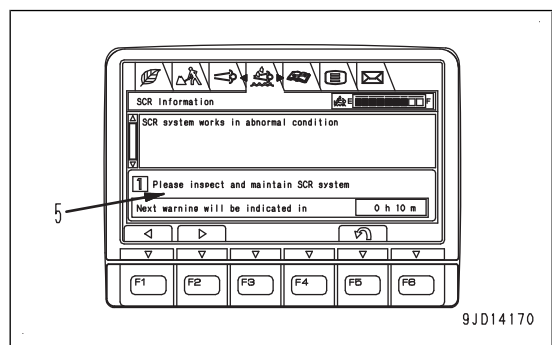 SCR Information
E F
SCR system works in abnormal condition
1 Please inspect and maintain SCR system
5
Next warning will be indicated in 0 h 10 m
F1 F2 F3 F4 F5 F6
9JD14170